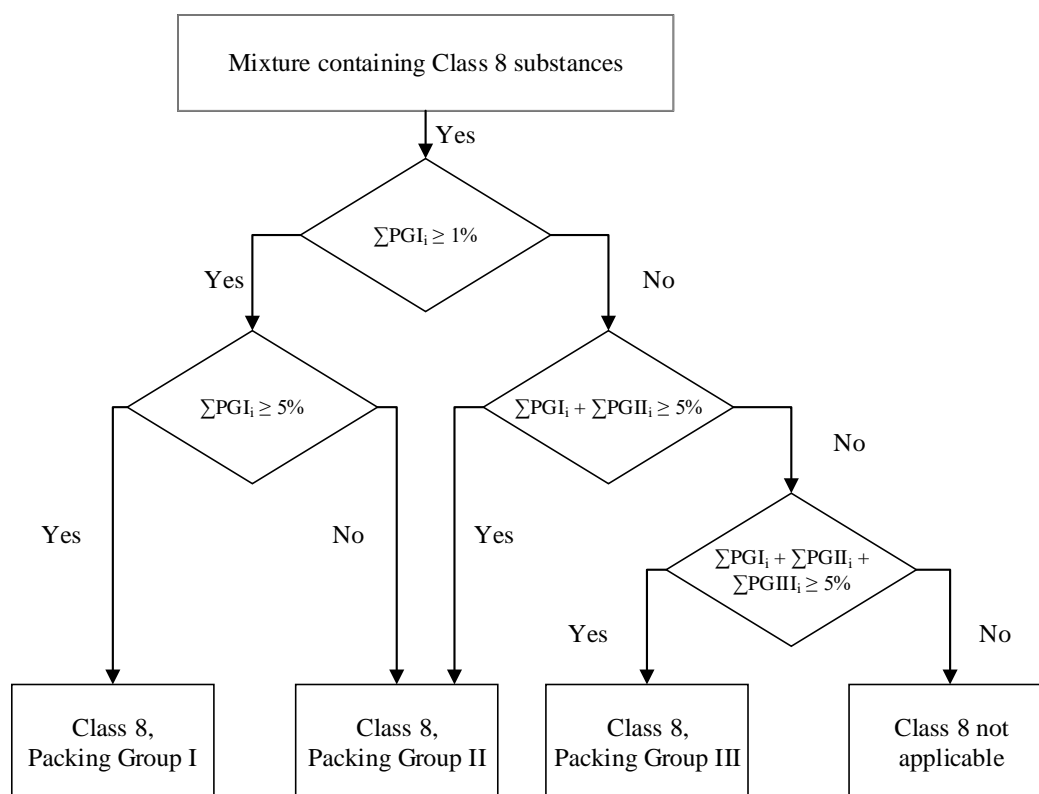 Mixture containing Class 8 substances
Yes
∑PGIᵢ ≥ 1%
Yes
No
∑PGIᵢ ≥ 5%
∑PGIᵢ + ∑PGIIᵢ ≥ 5%
No
Yes
No
Yes
∑PGIᵢ + ∑PGIIᵢ +
∑PGIIIᵢ ≥ 5%
Yes
No
Class 8,
Packing Group I
Class 8,
Packing Group II
Class 8,
Packing Group III
Class 8 not
applicable